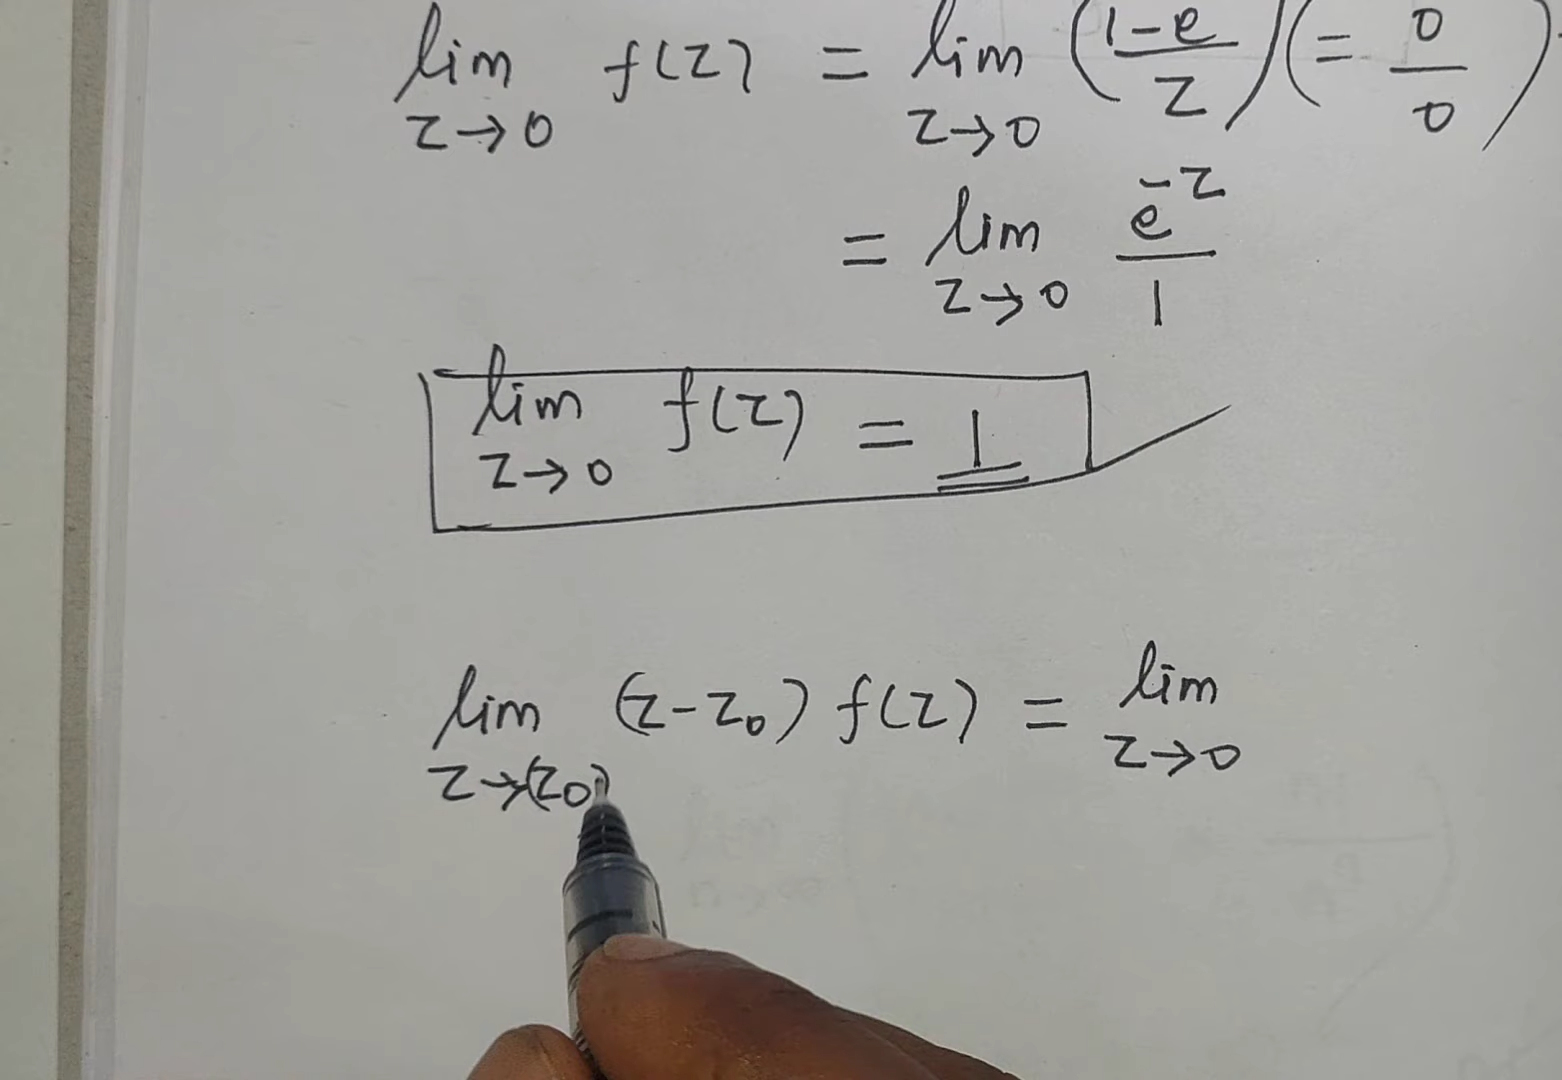 lim f(z) = lim (1-e/z) (= 0/0)
z→0 z→0
= lim e^-z/1
z→0
lim f(z) = 1
z→0
lim (z-z₀) f(z) = lim
z→(z₀) z→0